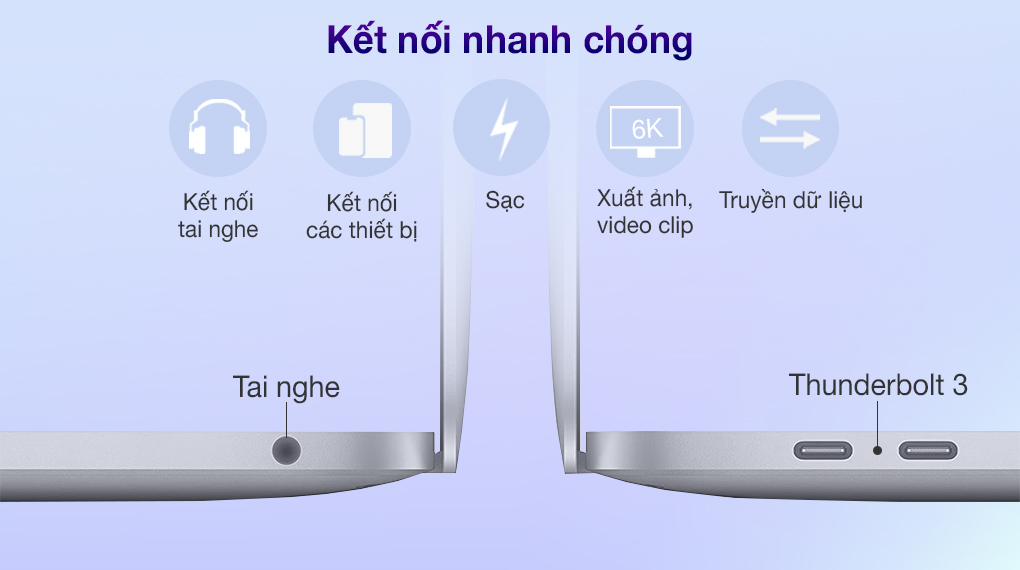 Kết nối nhanh chóng
6K
Kết nối
tai nghe
Kết nối
các thiết bị
Sạc
Xuất ảnh,
video clip
Truyền dữ liệu
Tai nghe
Thunderbolt 3